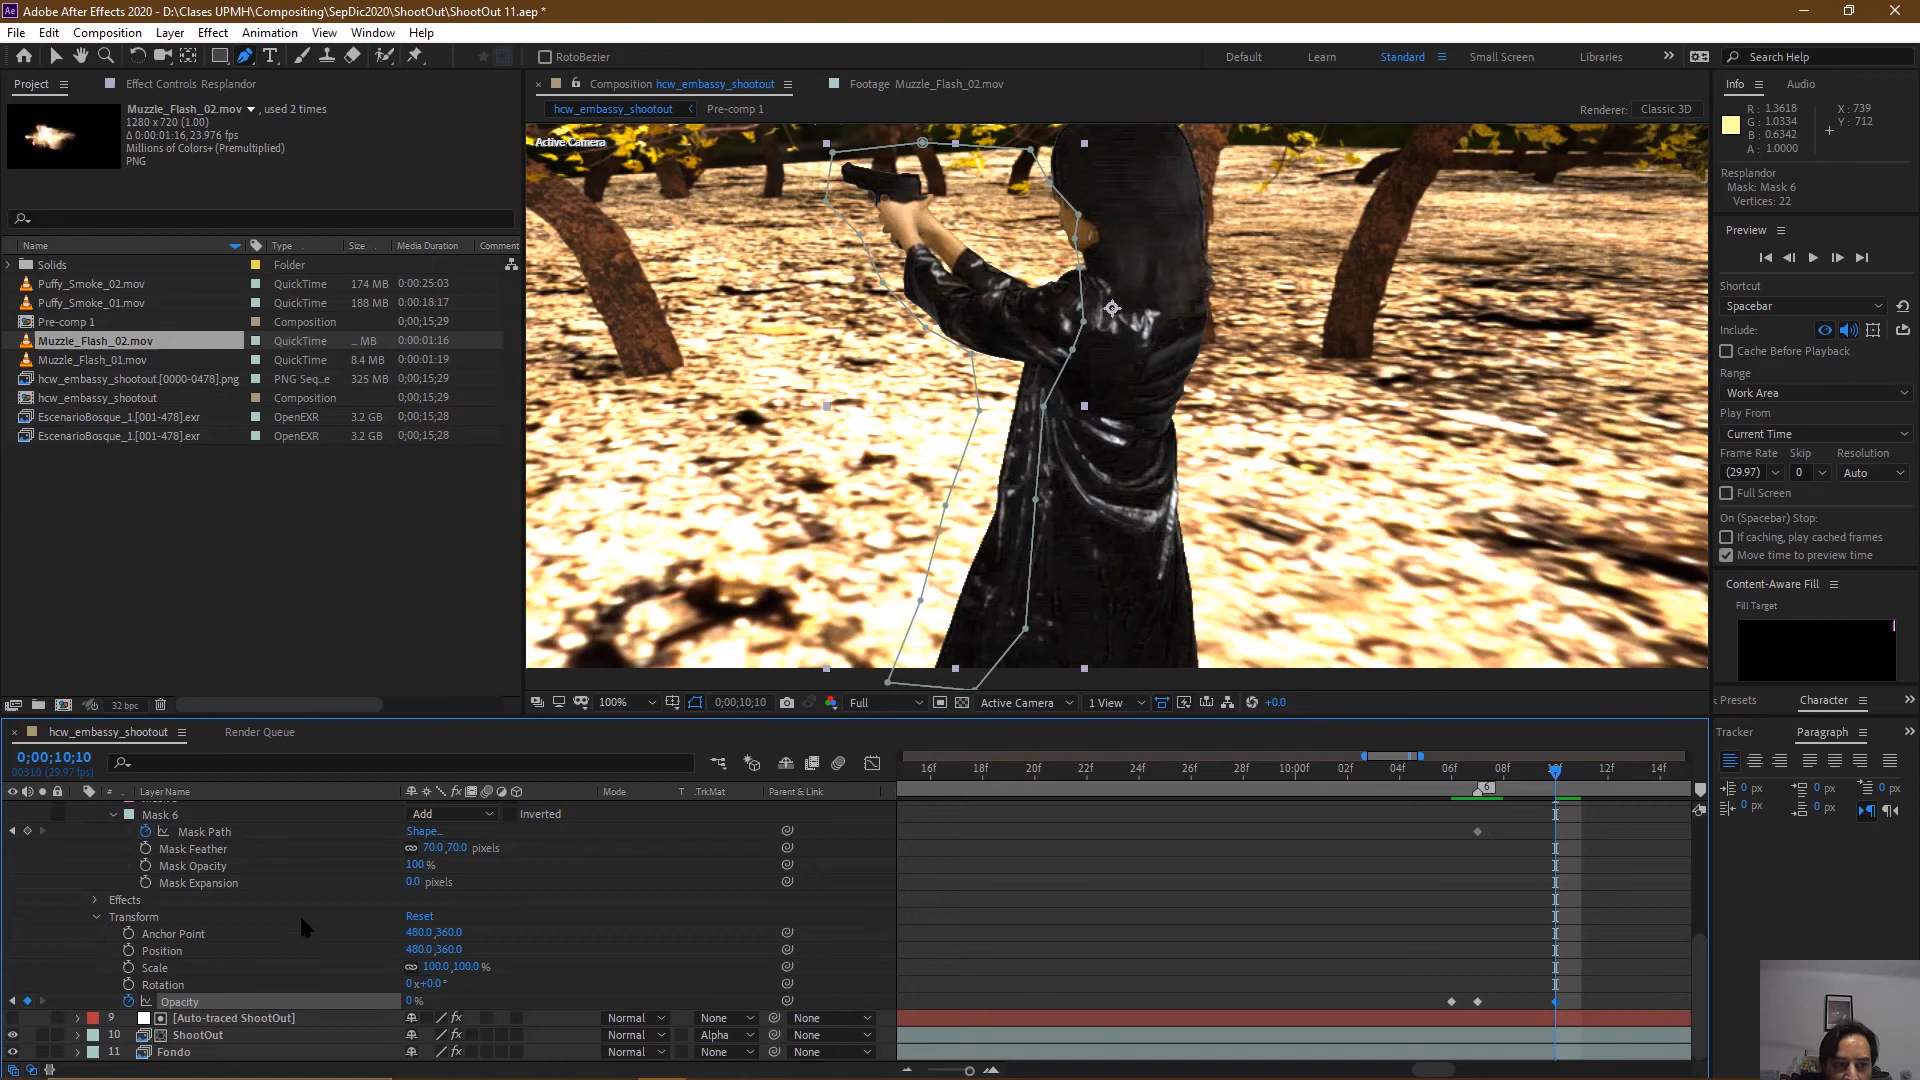 Adobe After Effects 2020 - D:\Clases UPMH\Compositing\SepDic2020\ShootOut\ShootOut 11.aep *
File Edit Composition Layer Effect Animation View Window Help
RotoBezier
Default Learn Standard Small Screen Libraries
Search Help
Project
Effect Controls Resplandor
Composition hcw_embassy_shootout
Footage Muzzle_Flash_02.mov
Info Audio
Muzzle_Flash_02.mov , used 2 times
1280 x 720 (1.00)
Δ 0:00:01:16, 23.976 fps
Millions of Colors+ (Premultiplied)
PNG
hcw_embassy_shootout Pre-comp 1
Renderer: Classic 3D
Active Camera
R : 1.3618
G : 1.0334
B : 0.6342
A : 1.0000
X : 739
Y : 712
Resplandor
Mask: Mask 6
Vertices: 22
Preview
Shortcut
Spacebar
Include:
Cache Before Playback
Range
Work Area
Play From
Current Time
Frame Rate Skip Resolution
(29.97) 0 Auto
Full Screen
On (Spacebar) Stop:
If caching, play cached frames
Move time to preview time
Content-Aware Fill
Fill Target
Name Type Size Media Duration Comment
Solids Folder
Puffy_Smoke_02.mov QuickTime 174 MB 0:00:25:03
Puffy_Smoke_01.mov QuickTime 188 MB 0:00:18:17
Pre-comp 1 Composition 0;00;15;29
Muzzle_Flash_02.mov QuickTime ... MB 0:00:01:16
Muzzle_Flash_01.mov QuickTime 8.4 MB 0:00:01:19
hcw_embassy_shootout.[0000-0478].png PNG Seq...e 325 MB 0;00;15;29
hcw_embassy_shootout Composition 0;00;15;29
EscenarioBosque_1.[001-478].exr OpenEXR 3.2 GB 0;00;15;28
EscenarioBosque_1.[001-478].exr OpenEXR 3.2 GB 0;00;15;28
32 bpc
100% 0;00;10;10 Full Active Camera 1 View +0.0
Presets Character
Tracker Paragraph
0 px 0 px
0 px 0 px
0 px
hcw_embassy_shootout Render Queue
0;00;10;10
00310 (29.97 fps)
16f 18f 20f 22f 24f 26f 28f 10:00f 02f 04f 06f 08f 10f 12f 14f
6
# Layer Name Mode T TrkMat Parent & Link
Mask 6 Add Inverted
Mask Path Shape...
Mask Feather 70.0,70.0 pixels
Mask Opacity 100 %
Mask Expansion 0.0 pixels
Effects
Transform Reset
Anchor Point 480.0,360.0
Position 480.0,360.0
Scale 100.0,100.0 %
Rotation 0x+0.0°
Opacity 0 %
9 [Auto-traced ShootOut] Normal None None
10 ShootOut Normal Alpha None
11 Fondo Normal None None